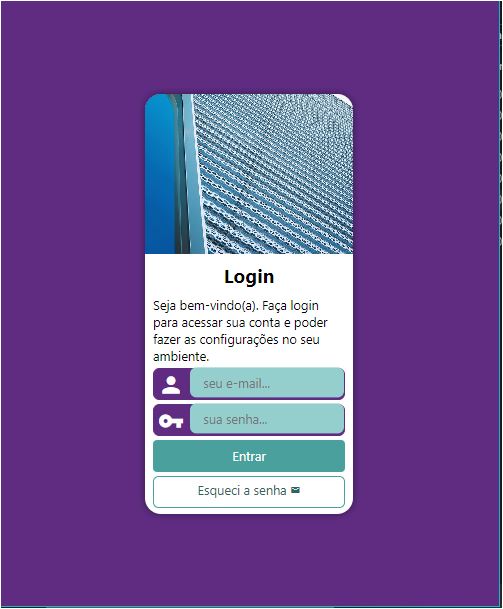 Login
Seja bem-vindo(a). Faça login
para acessar sua conta e poder
fazer as configurações no seu
ambiente.
seu e-mail...
sua senha...
Entrar
Esqueci a senha